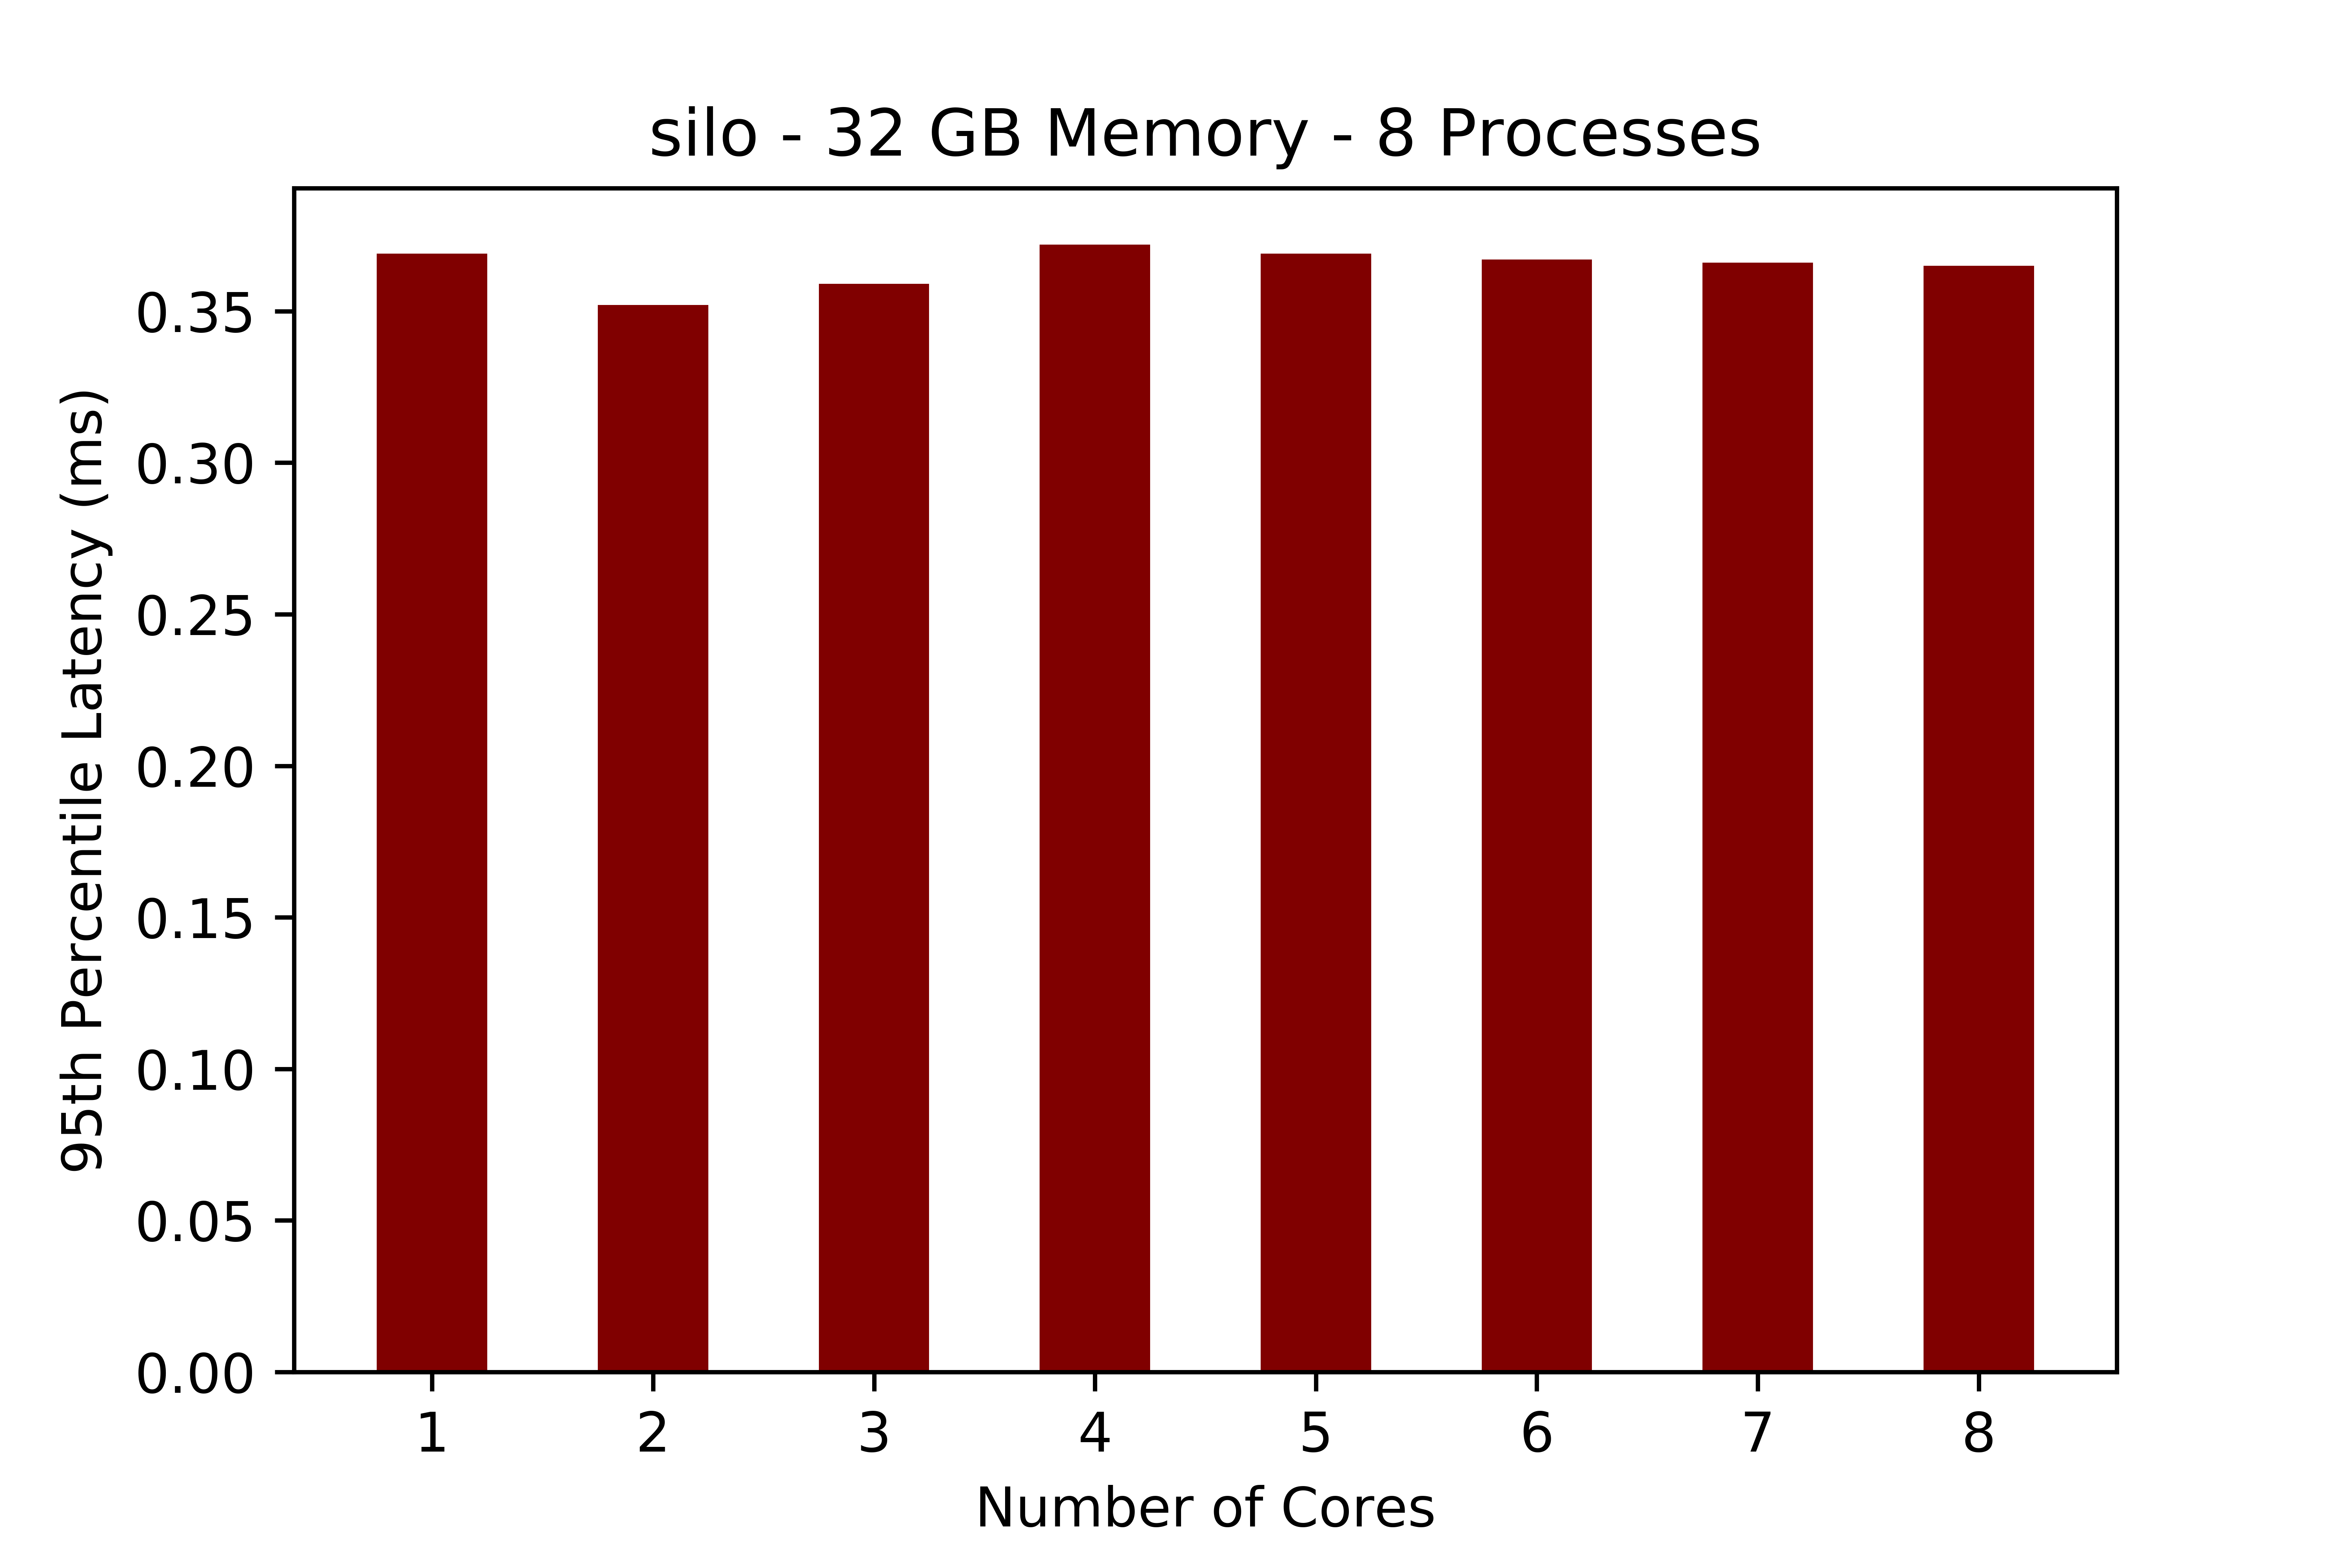 silo - 32 GB Memory - 8 Processes
95th Percentile Latency (ms)
0.35
0.30
0.25
0.20
0.15
0.10
0.05
0.00
1 2 3 4 5 6 7 8
Number of Cores